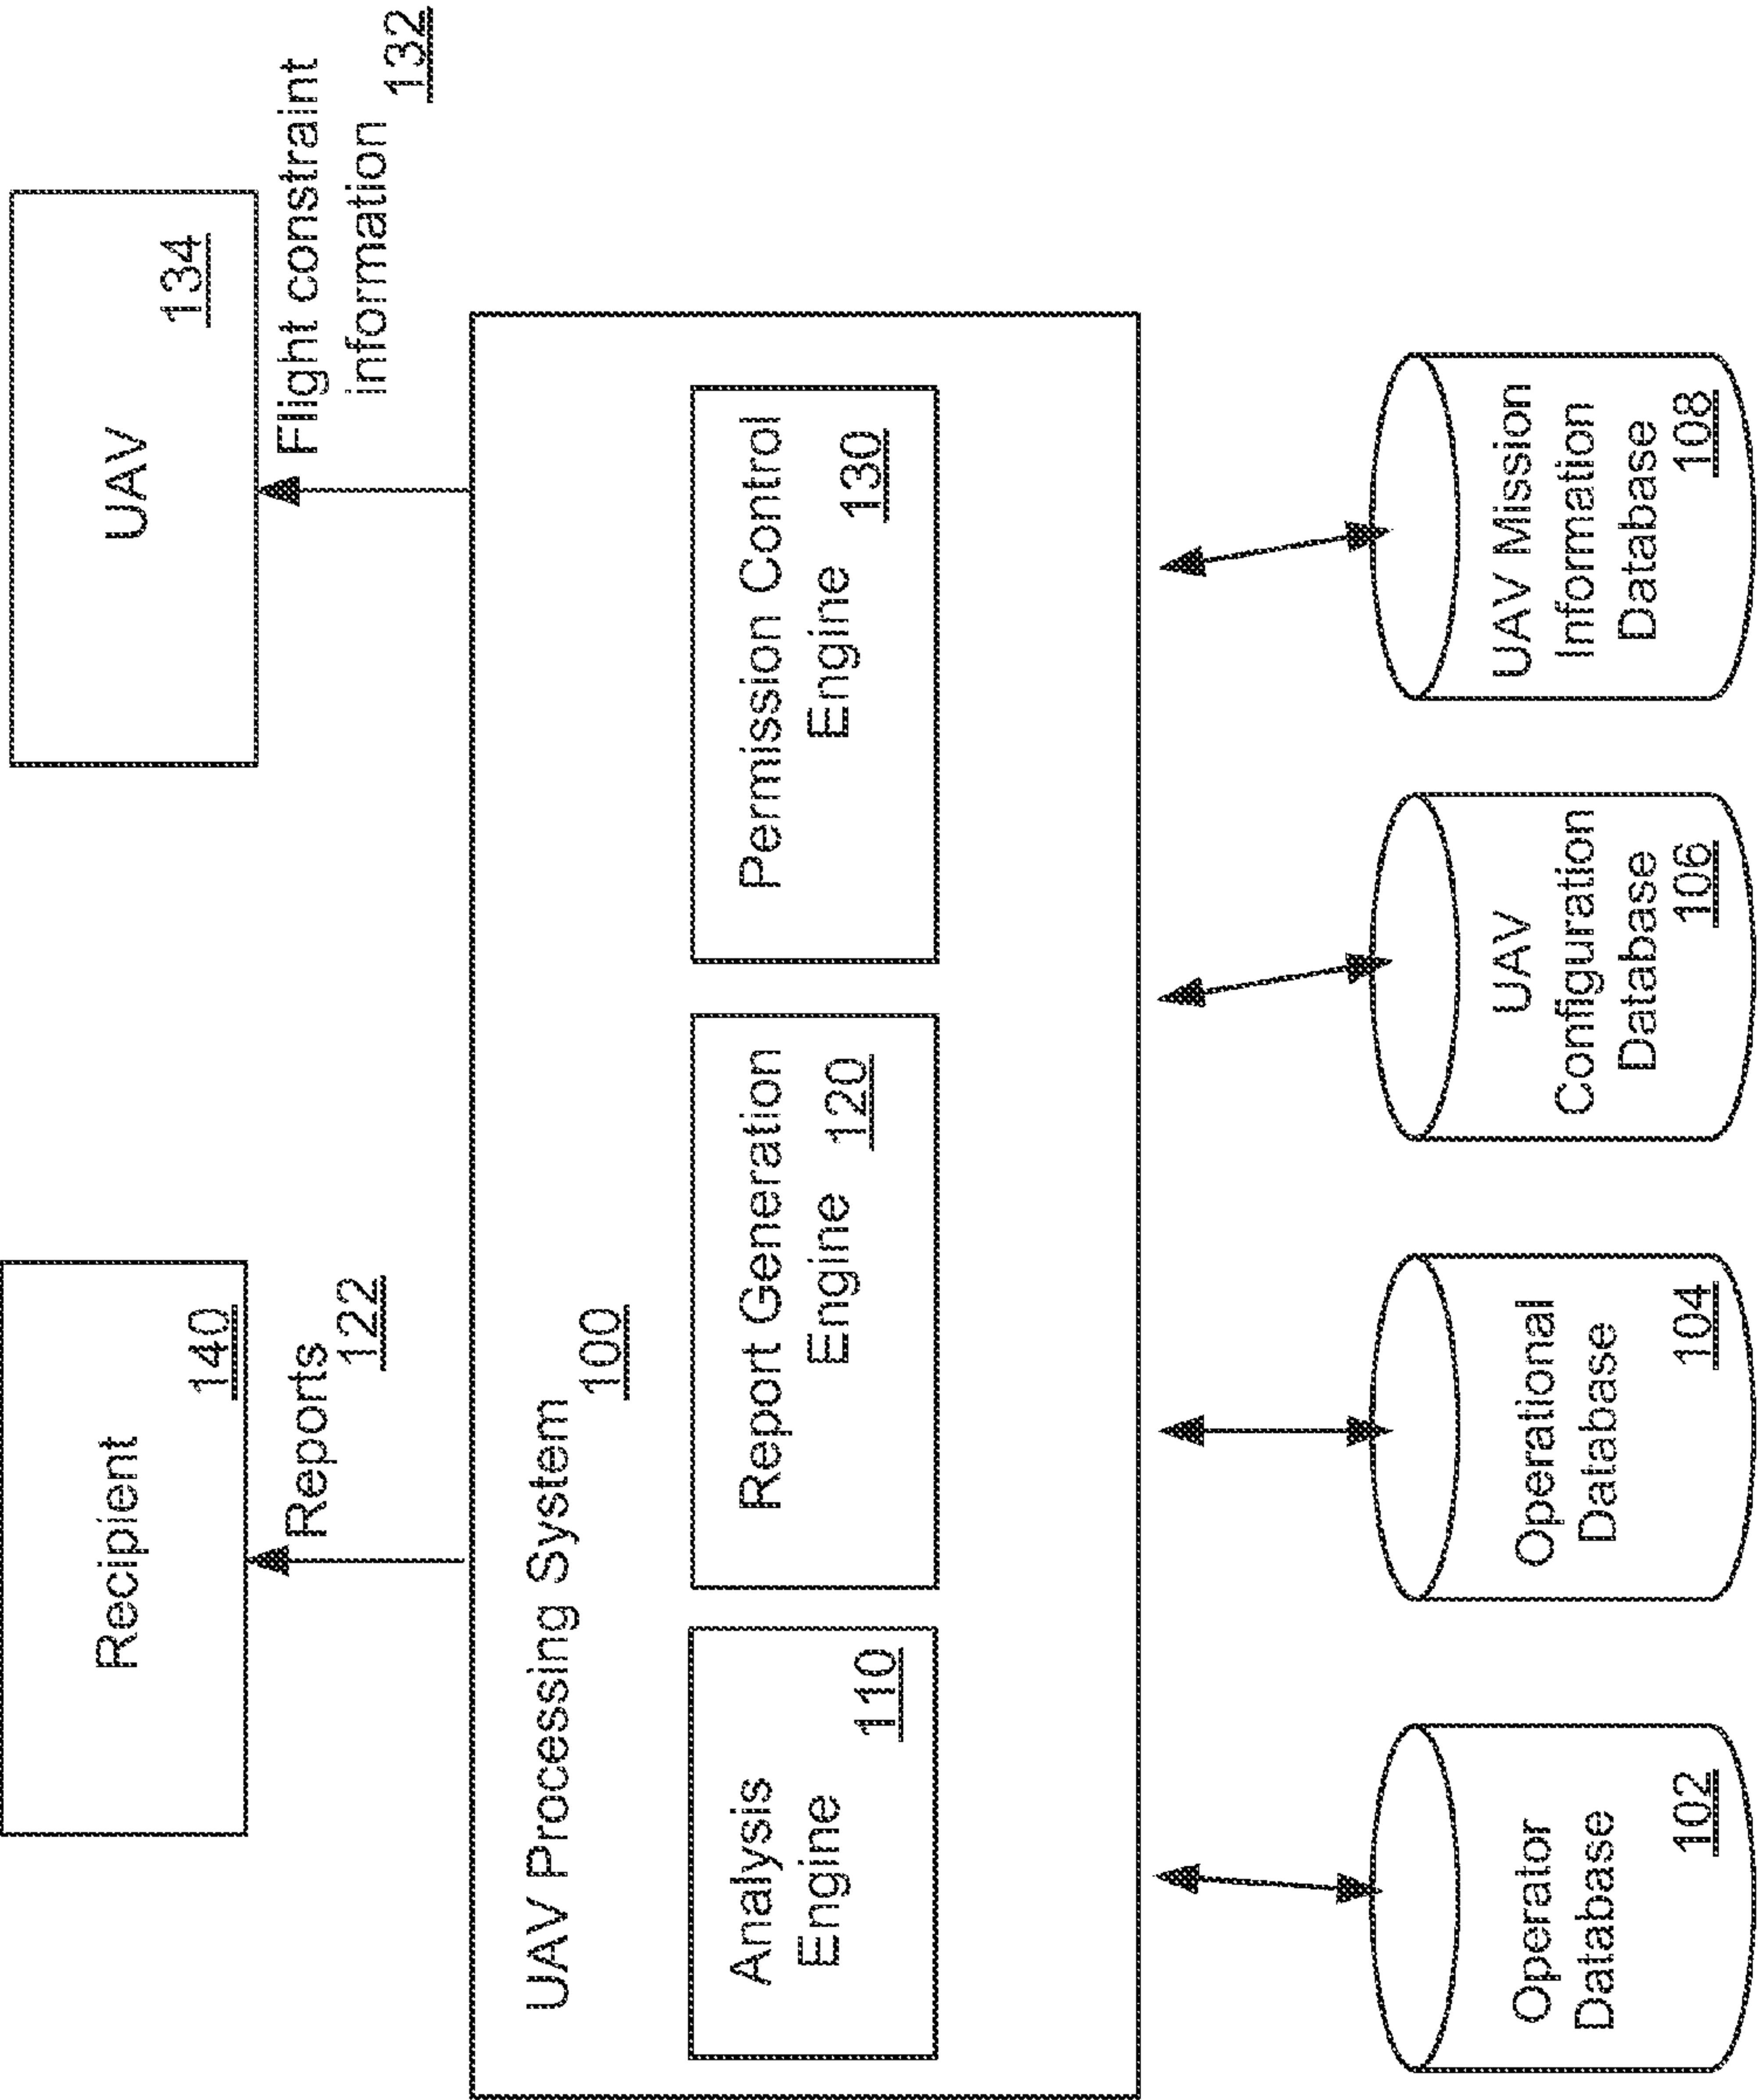 Recipient
140
UAV
134
Reports
122
Flight constraint
information
132
UAV Processing System
100
Analysis
Engine
110
Report Generation
Engine 120
Permission Control
Engine 130
Operator
Database
102
Operational
Database
104
UAV
Configuration
Database
106
UAV Mission
Information
Database
108